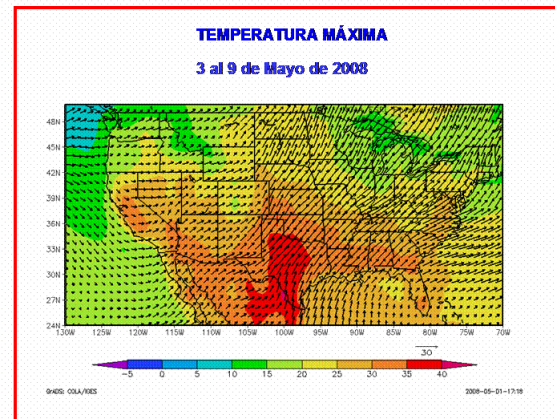 TEMPERATURA MÁXIMA
3 al 9 de Mayo de 2008
48N
45N
42N
39N
36N
33N
30N
27N
24N
130W 125W 120W 115W 110W 105W 100W 95W 90W 85W 80W 75W 70W
30
-5 0 5 10 15 20 25 30 35 40
GrADS: COLA/IGES 2008-05-01-17:18